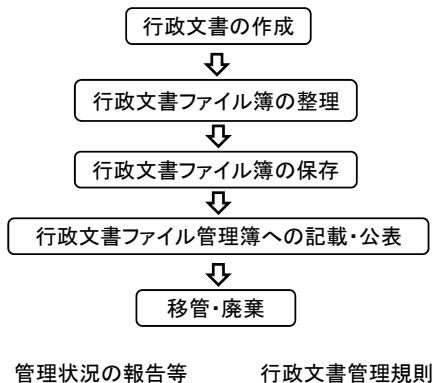 行政文書の作成
行政文書ファイル簿の整理
行政文書ファイル簿の保存
行政文書ファイル管理簿への記載・公表
移管・廃棄
管理状況の報告等 行政文書管理規則